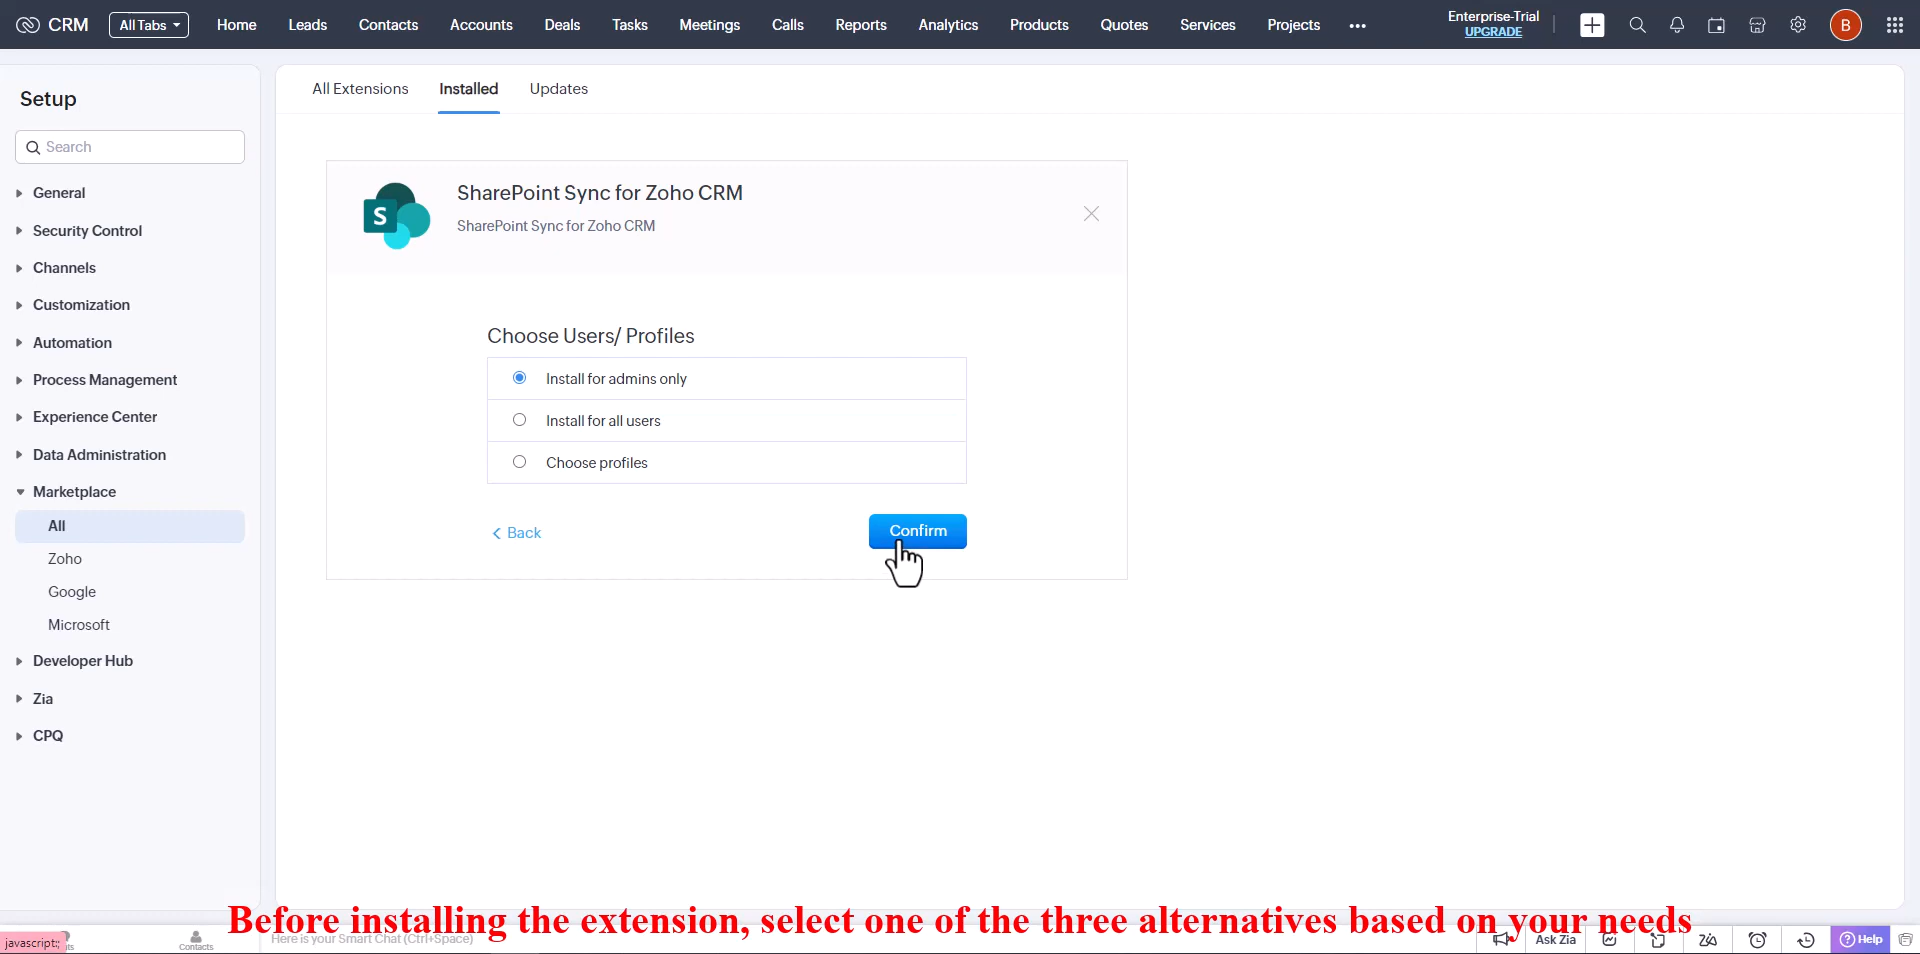 CRM
All Tabs
Home
Leads
Contacts
Accounts
Deals
Tasks
Meetings
Calls
Reports
Analytics
Products
Quotes
Services
Projects
Enterprise-Trial
UPGRADE
B
Setup
Search
General
Security Control
Channels
Customization
Automation
Process Management
Experience Center
Data Administration
Marketplace
All
Zoho
Google
Microsoft
Developer Hub
Zia
CPQ
All Extensions
Installed
Updates
S
SharePoint Sync for Zoho CRM
SharePoint Sync for Zoho CRM
Choose Users/ Profiles
Install for admins only
Install for all users
Choose profiles
Back
Confirm
Before installing the extension, select one of the three alternatives based on your needs
javascript:;
Contacts
Here is your Smart Chat (Ctrl+Space)
Ask Zia
Help